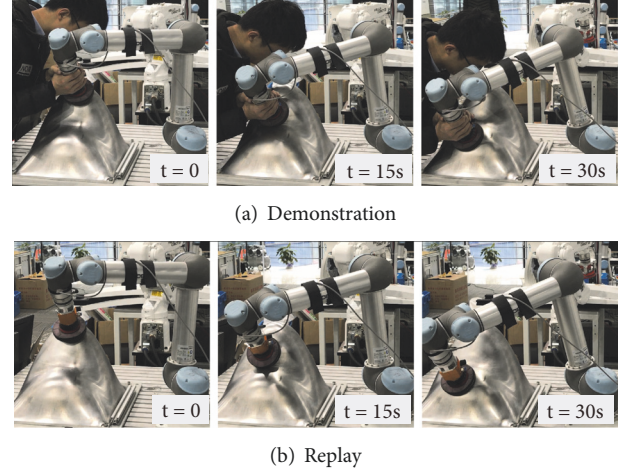 t = 0
t = 15s
t = 30s
(a) Demonstration
t = 0
t = 15s
t = 30s
(b) Replay